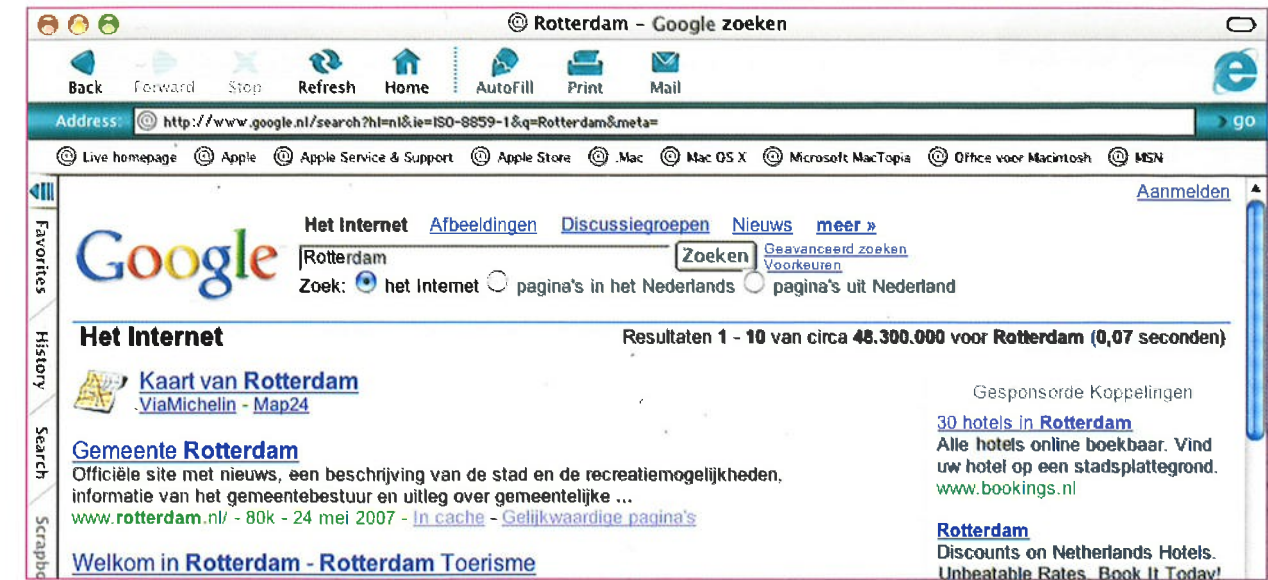 @ Rotterdam – Google zoeken
Back Forward Stop Refresh Home AutoFill Print Mail
Address: @ http://www.google.nl/search?hl=nl&ie=ISO-8859-1&q=Rotterdam&meta= go
@ Live homepage @ Apple @ Apple Service & Support @ Apple Store @ .Mac @ Mac OS X @ Microsoft MacTopia @ Office voor Macintosh @ MSN
Aanmelden
Favorites
History
Search
Scrapbo
Google
Het Internet Afbeeldingen Discussiegroepen Nieuws meer »
Rotterdam Zoeken Geavanceerd zoeken
Voorkeuren
Zoek: het Internet pagina's in het Nederlands pagina's uit Nederland
Het Internet Resultaten 1 - 10 van circa 48.300.000 voor Rotterdam (0,07 seconden)
Kaart van Rotterdam
ViaMichelin - Map24
Gemeente Rotterdam
Officiële site met nieuws, een beschrijving van de stad en de recreatiemogelijkheden,
informatie van het gemeentebestuur en uitleg over gemeentelijke ...
www.rotterdam.nl/ - 80k - 24 mei 2007 - In cache - Gelijkwaardige pagina's
Welkom in Rotterdam - Rotterdam Toerisme
Gesponsorde Koppelingen
30 hotels in Rotterdam
Alle hotels online boekbaar. Vind
uw hotel op een stadsplattegrond.
www.bookings.nl
Rotterdam
Discounts on Netherlands Hotels.
Unbeatable Rates. Book It Today!